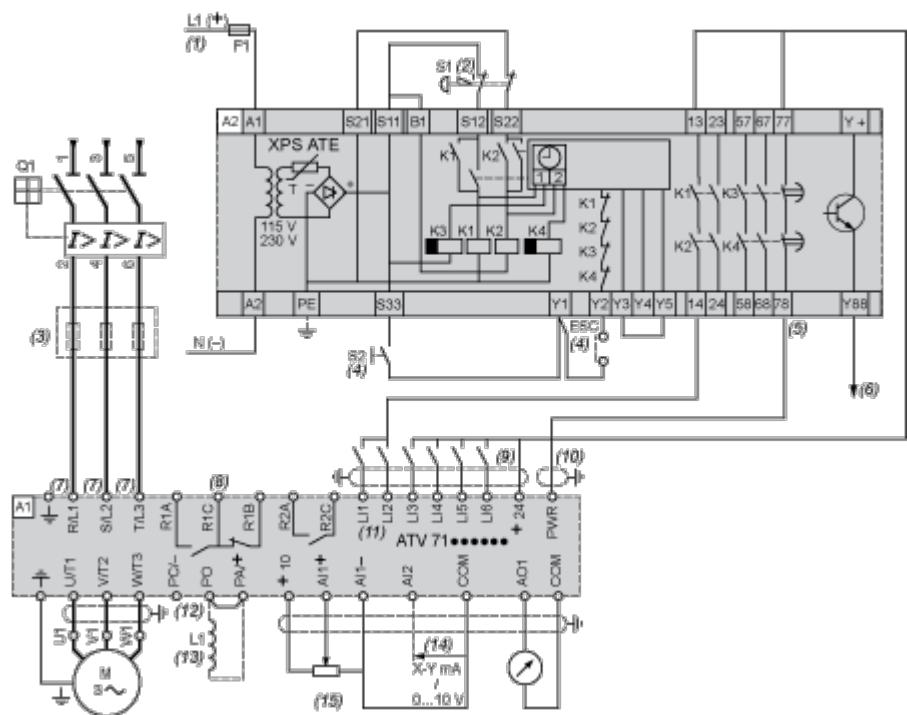 L1 (+)
(1)
F1
S1 (2)
A2 A1 S21 S11 B1 S12 S22 13 23 57 67 77 Y +
XPS ATE
T
+
115 V
230 V
K1 K2
1 2
K3 K1 K2 K4
K1
K2
K3
K4
K1 K3
K2 K4
A2 PE S33 Y1 Y2 Y3 Y4 Y5 14 24 58 68 78 Y88
Q1
1 3 5
I> I> I>
2 4 6
(3)
N (–)
S2
(4)
ESC
(4)
(5)
(6)
(7) (7) (7) (8) (9) (10)
A1
R/L1 S/L2 T/L3 R1A R1C R1B R2A R2C LI1 LI2 LI3 LI4 LI5 LI6 + 24 PWR
(11)
ATV 71●●●●●●
U/T1 V/T2 W/T3 PC/– PO PA/+ + 10 AI1+ AI1– AI2 COM AO1 COM
(12)
U1 V1 W1
L1
(13)
M
3
(14)
X-Y mA
/
0...10 V
(15)